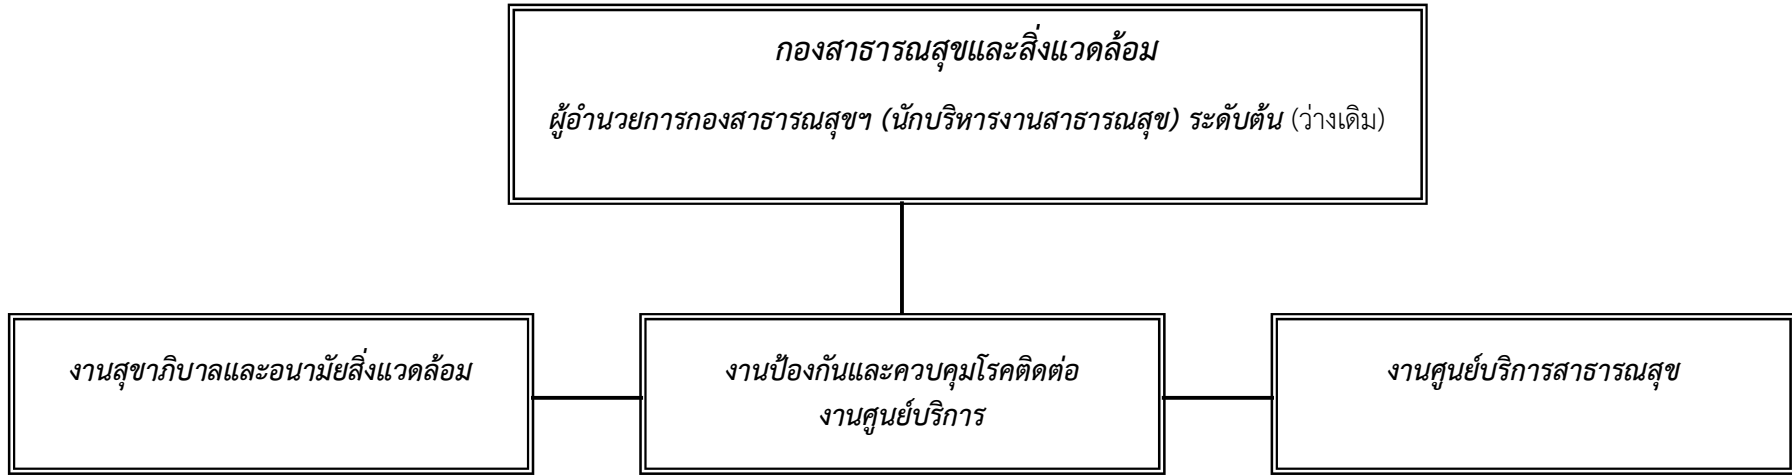 กองสาธารณสุขและสิ่งแวดล้อม
ผู้อำนวยการกองสาธารณสุขฯ (นักบริหารงานสาธารณสุข) ระดับต้น (ว่างเดิม)
งานสุขาภิบาลและอนามัยสิ่งแวดล้อม
งานป้องกันและควบคุมโรคติดต่อ
งานศูนย์บริการ
งานศูนย์บริการสาธารณสุข